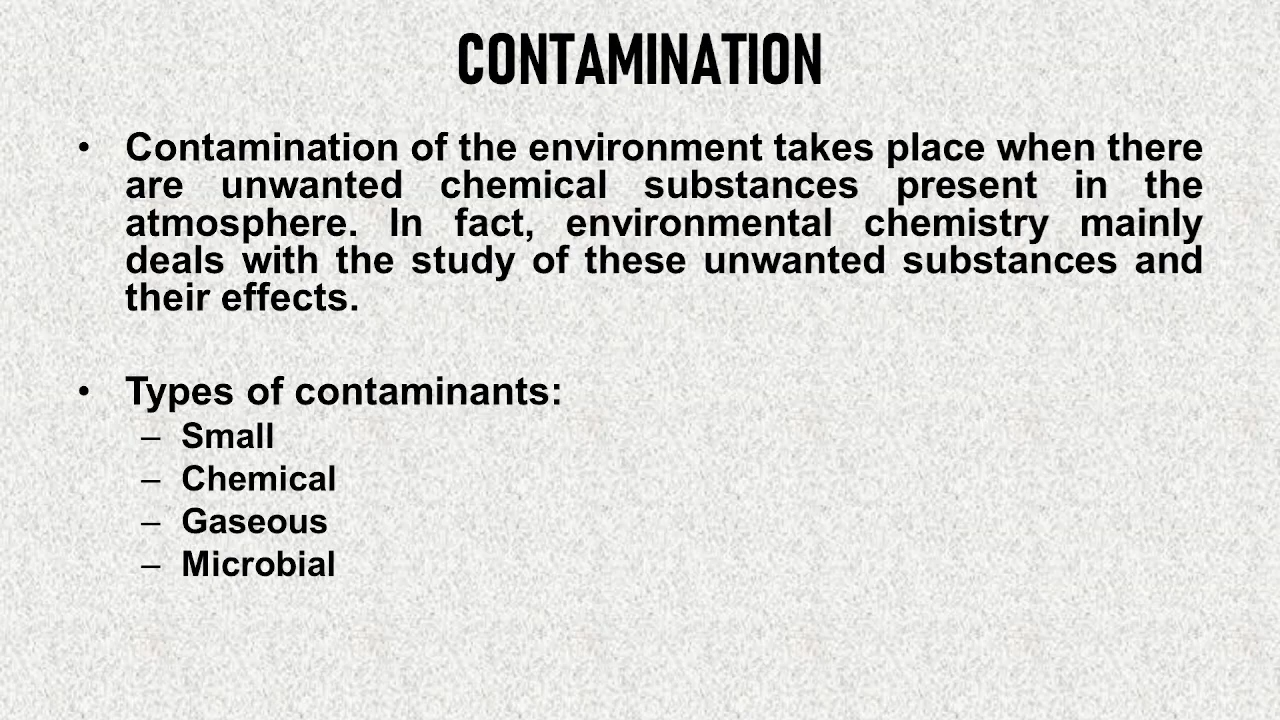 CONTAMINATION
• Contamination of the environment takes place when there
are unwanted chemical substances present in the
atmosphere. In fact, environmental chemistry mainly
deals with the study of these unwanted substances and
their effects.
• Types of contaminants:
– Small
– Chemical
– Gaseous
– Microbial